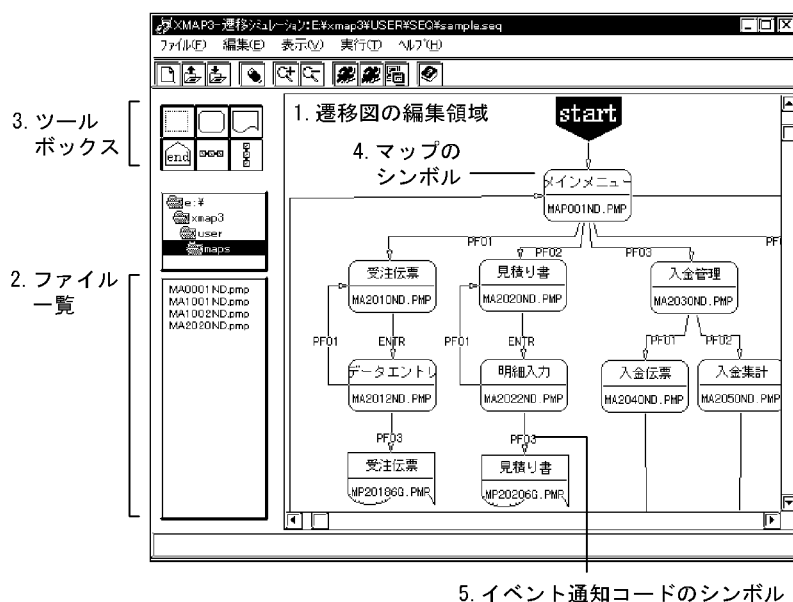 XMAP3-遷移シミュレーション:E:¥xmap3¥USER¥SEQ¥sample.seq
ファイル(F) 編集(E) 表示(V) 実行(T) ヘルプ(H)
3. ツール
ボックス
end
e:¥
xmap3
user
maps
2. ファイル
一覧
MA0001ND.pmp
MA1001ND.pmp
MA1002ND.pmp
MA2020ND.pmp
1. 遷移図の編集領域
start
4. マップの
シンボル
メインメニュー
MAP001ND.PMP
PF01 PF02 PF03
受注伝票 見積り書 入金管理
MA2010ND.PMP MA2020ND.PMP MA2030ND.PMP
PF01 ENTR PF01 ENTR PF01 PF02
データエントリ 明細入力 入金伝票 入金集計
MA2012ND.PMP MA2022ND.PMP MA2040ND.PMP MA2050ND.PMP
PF03 PF03
受注伝票 見積り書
MP20186G.PMR MP20206G.PMR
5. イベント通知コードのシンボル